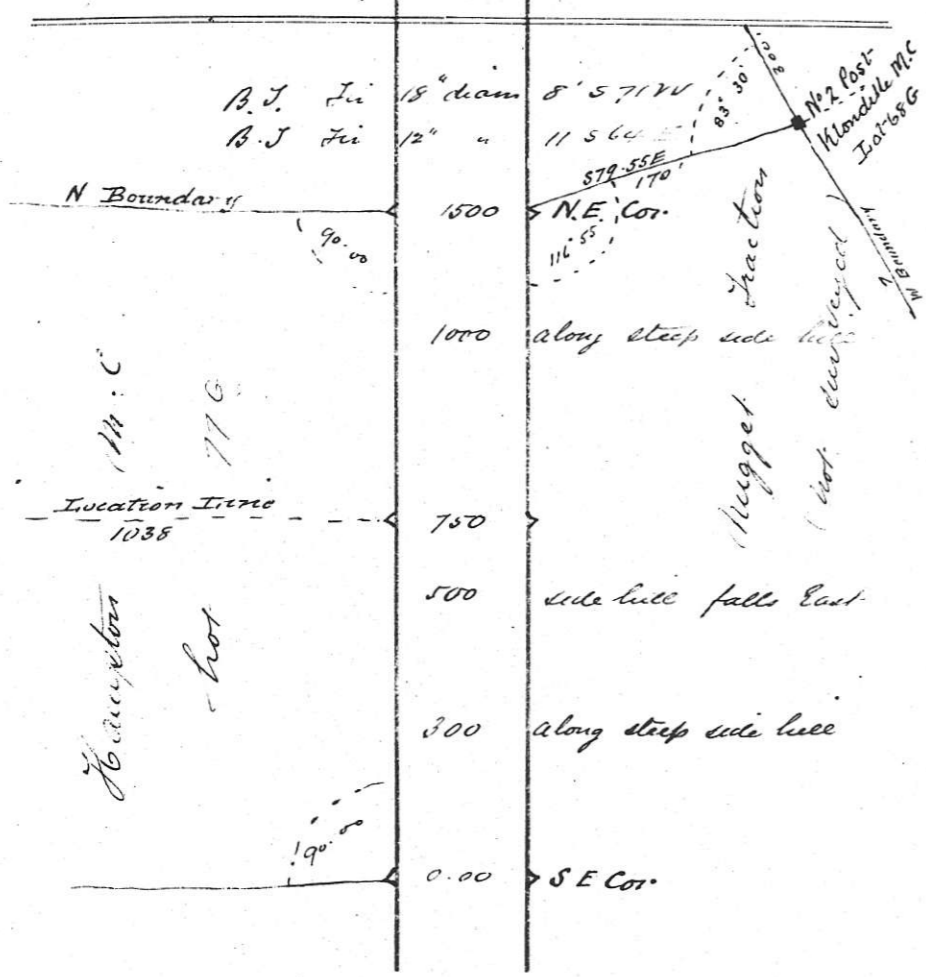 B.T. Fir 18" diam 8' S 71 W
B.T Fir 12" " 11 S 64
83° 30'
300'
No. 2 Post
Klondike M.C
Lot 68 G
S79.55E
170'
N Boundary 1500 N.E. Cor.
90.00
116° 55
W Boundary
1000 along steep side hill
Nugget Fraction
(not surveyed)
Location Line 750
1038
500 side hill falls East
Hampton M.C
Lot 77 G
300 along steep side hill
90.00
0.00 S E Cor.